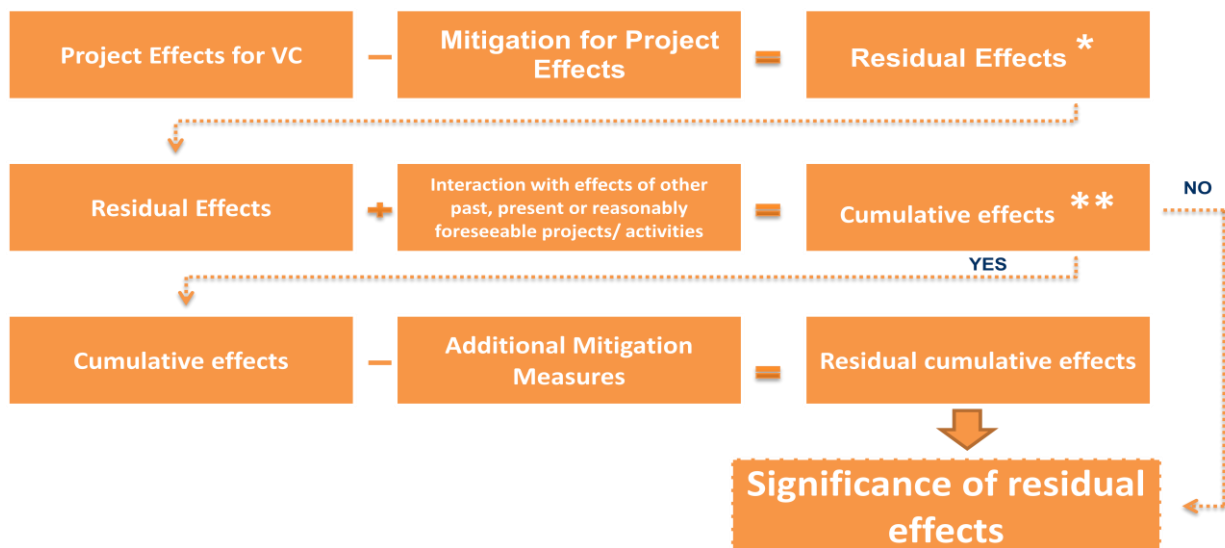 Project Effects for VC
−
Mitigation for Project
Effects
=
Residual Effects *
Residual Effects
+
Interaction with effects of other
past, present or reasonably
foreseeable projects/ activities
=
Cumulative effects **
NO
YES
Cumulative effects
−
Additional Mitigation
Measures
=
Residual cumulative effects
Significance of residual
effects